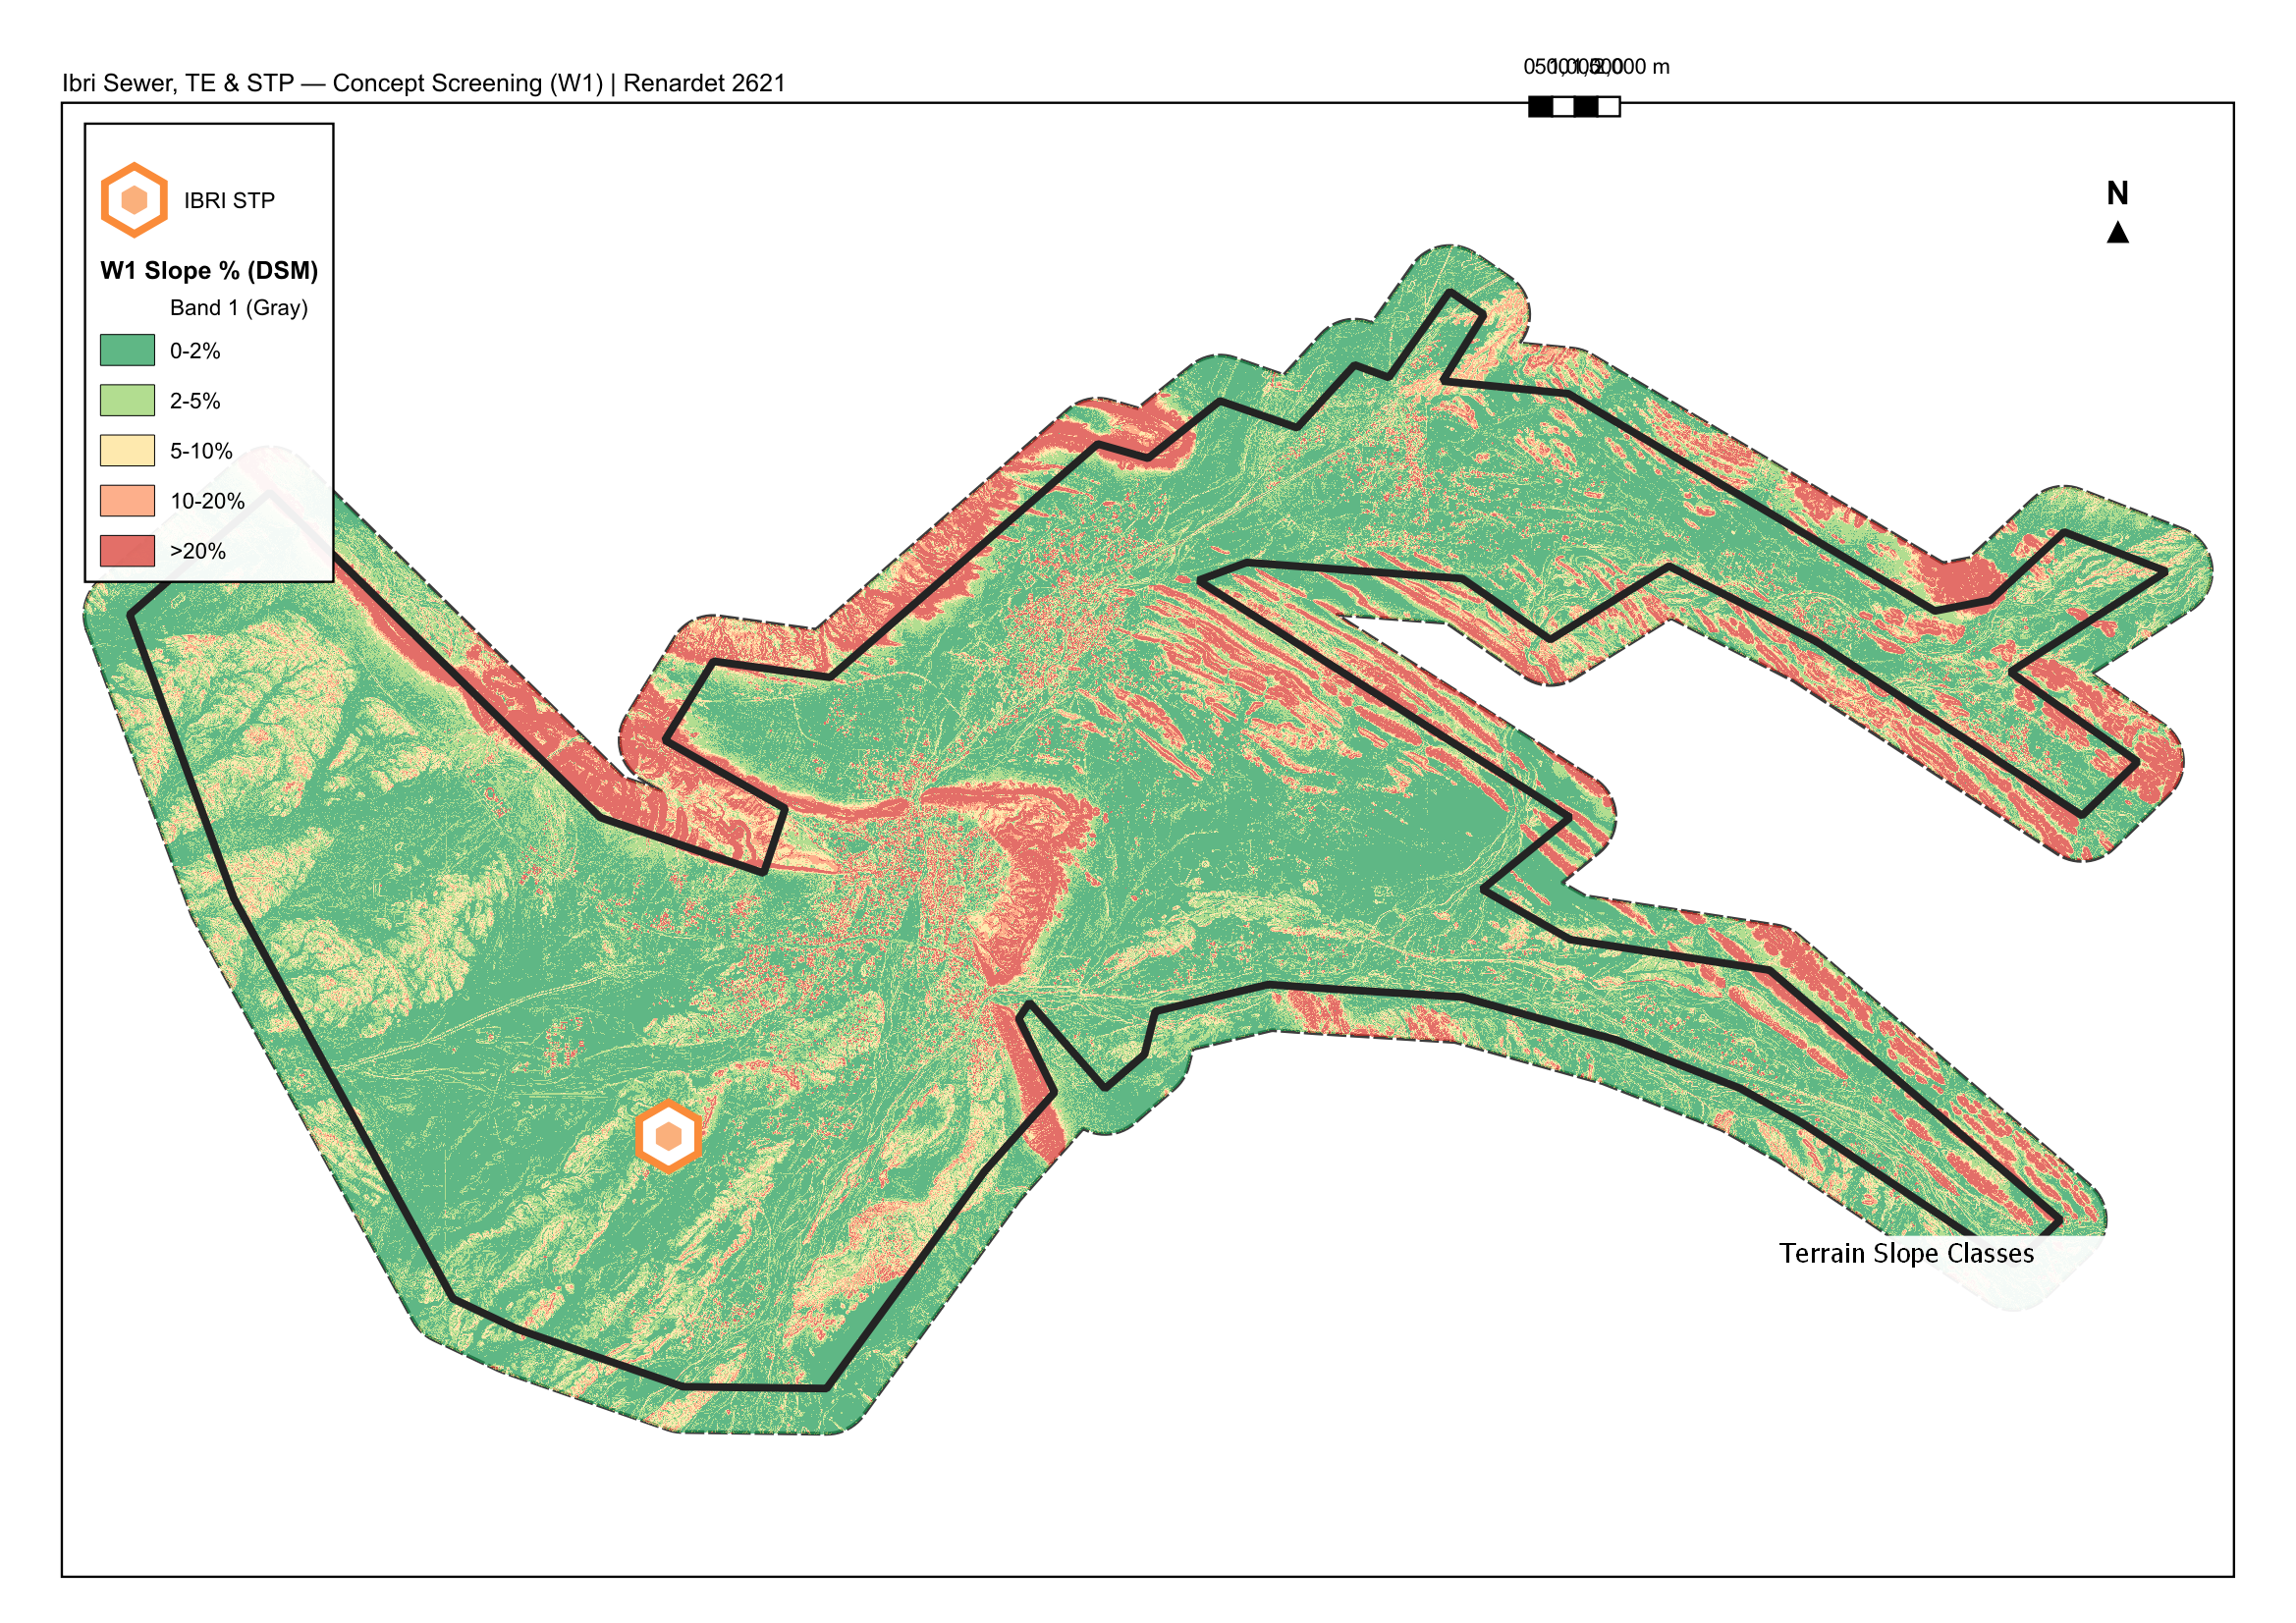 Ibri Sewer, TE & STP — Concept Screening (W1) | Renardet 2621
N
IBRI STP
W1 Slope % (DSM)
Band 1 (Gray)
0-2%
2-5%
5-10%
10-20%
>20%
Terrain Slope Classes